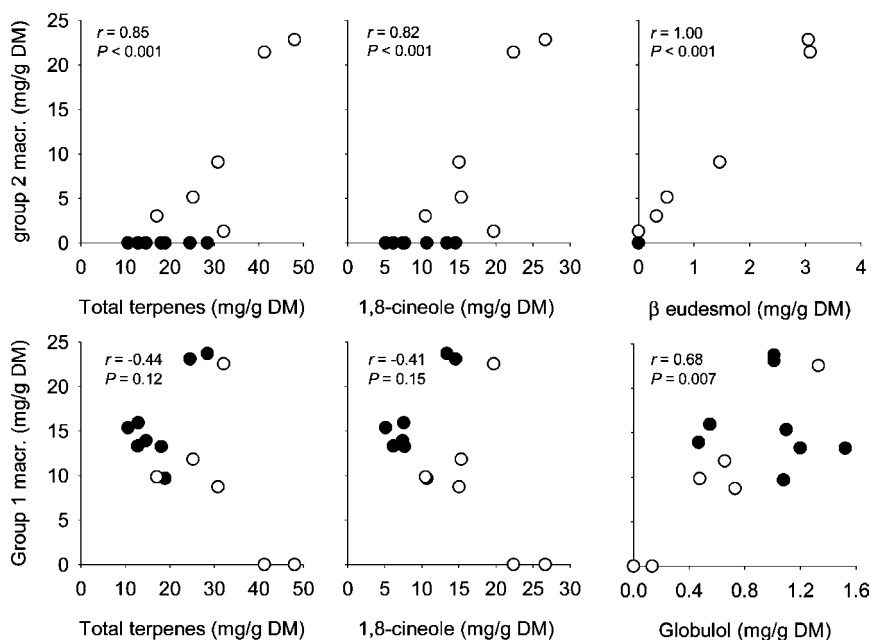 group 2 macr. (mg/g DM)
25
20
15
10
5
0
r = 0.85
P < 0.001
0 10 20 30 40 50
Total terpenes (mg/g DM)
r = 0.82
P < 0.001
0 5 10 15 20 25 30
1,8-cineole (mg/g DM)
r = 1.00
P < 0.001
0 1 2 3 4
β eudesmol (mg/g DM)
Group 1 macr. (mg/g DM)
25
20
15
10
5
0
r = -0.44
P = 0.12
0 10 20 30 40 50
Total terpenes (mg/g DM)
r = -0.41
P = 0.15
0 5 10 15 20 25 30
1,8-cineole (mg/g DM)
r = 0.68
P = 0.007
0.0 0.4 0.8 1.2 1.6
Globulol (mg/g DM)